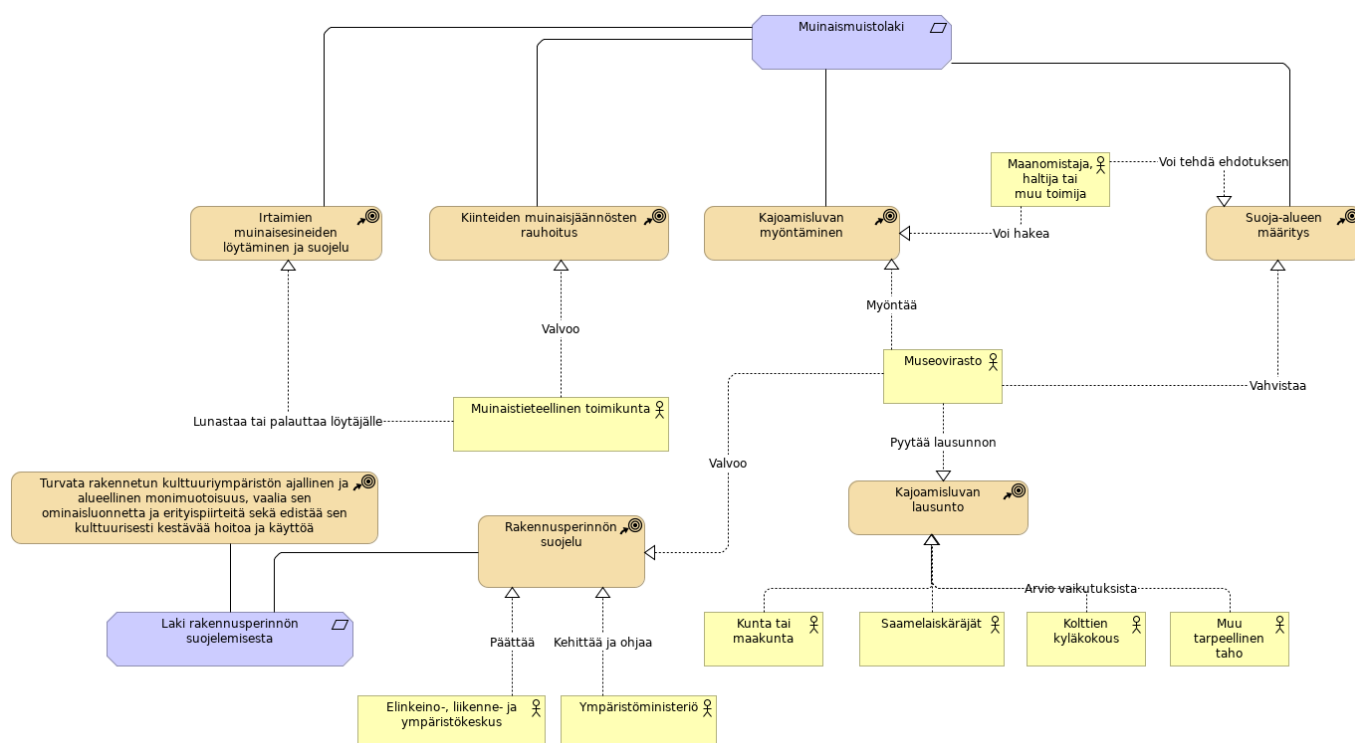 Muinaismuistolaki
Maanomistaja,
haltija tai
muu toimija
Voi tehdä ehdotuksen
Irtaimien
muinaisesineiden
löytäminen ja suojelu
Kiinteiden muinaisjäännösten
rauhoitus
Kajoamisluvan
myöntäminen
Voi hakea
Suoja-alueen
määritys
Myöntää
Valvoo
Museovirasto
Vahvistaa
Muinaistieteellinen toimikunta
Lunastaa tai palauttaa löytäjälle
Pyytää lausunnon
Valvoo
Turvata rakennetun kulttuuriympäristön ajallinen ja
alueellinen monimuotoisuus, vaalia sen
ominaisluonnetta ja erityispiirteitä sekä edistää sen
kulttuurisesti kestävää hoitoa ja käyttöä
Kajoamisluvan
lausunto
Rakennusperinnön
suojelu
Arvio vaikutuksista
Laki rakennusperinnön
suojelemisesta
Kunta tai
maakunta
Saamelaiskäräjät
Kolttien
kyläkokous
Muu
tarpeellinen
taho
Päättää
Kehittää ja ohjaa
Elinkeino-, liikenne- ja
ympäristökeskus
Ympäristöministeriö